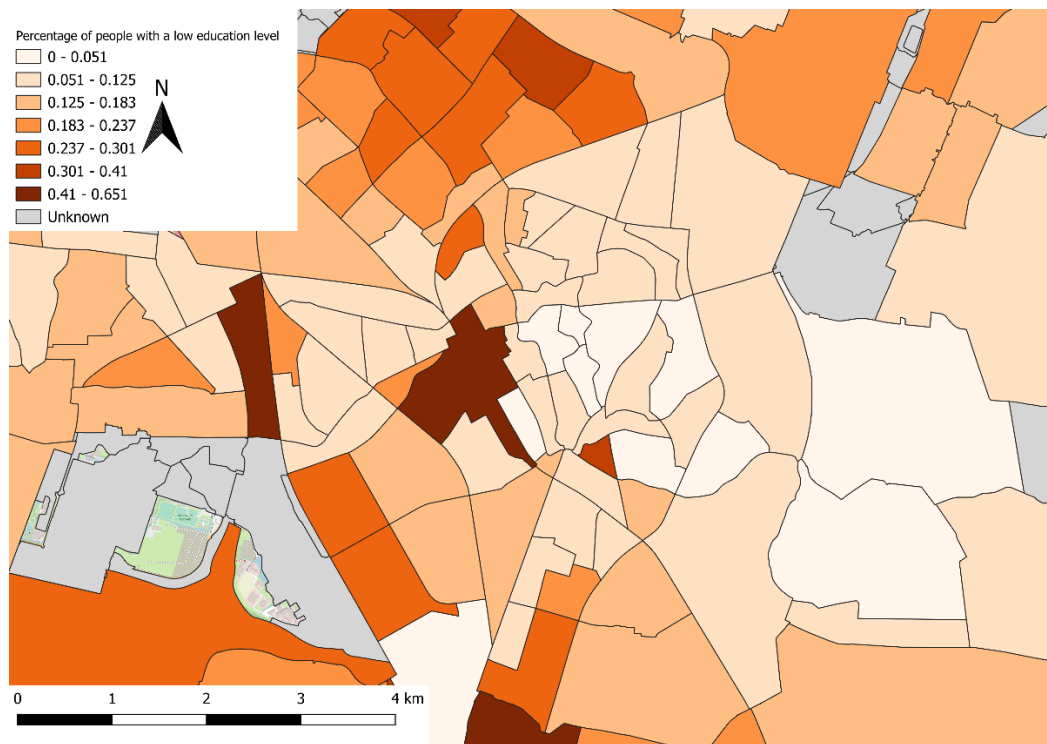 Percentage of people with a low education level
0 - 0.051
0.051 - 0.125
0.125 - 0.183
0.183 - 0.237
0.237 - 0.301
0.301 - 0.41
0.41 - 0.651
Unknown
N
0 1 2 3 4 km